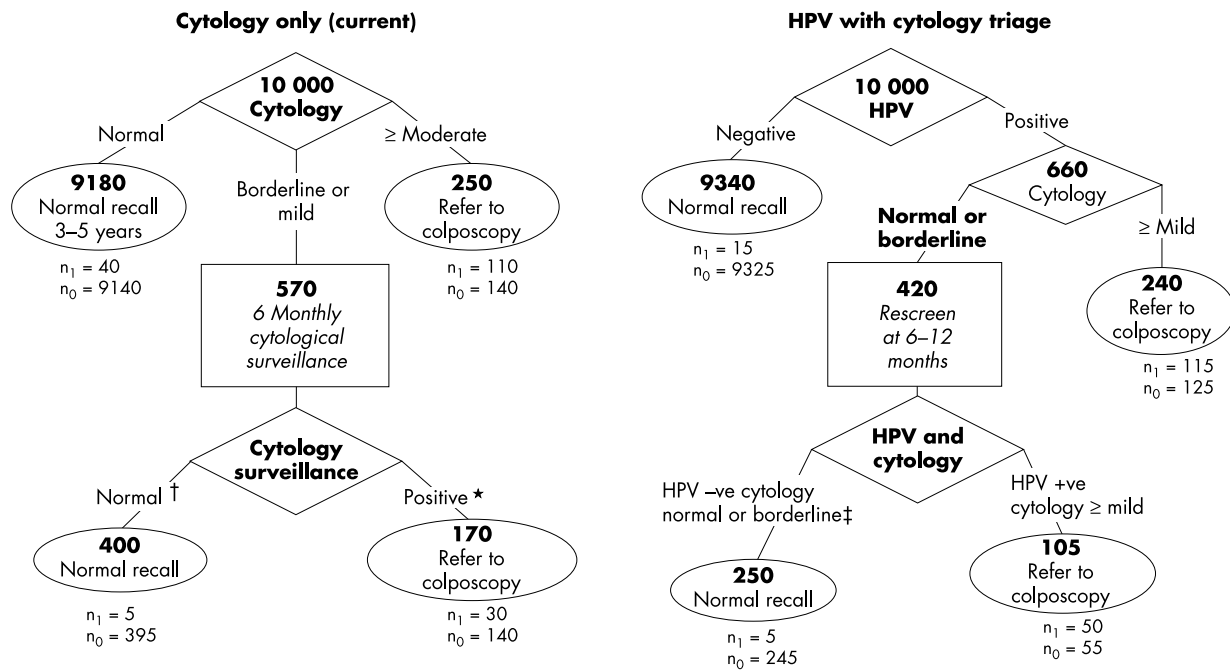 Cytology only (current)
10 000
Cytology
Normal
≥ Moderate
9180
Normal recall
3–5 years
n₁ = 40
n₀ = 9140
Borderline or
mild
250
Refer to
colposcopy
n₁ = 110
n₀ = 140
570
6 Monthly
cytological
surveillance
Cytology
surveillance
Normal †
Positive ★
400
Normal recall
n₁ = 5
n₀ = 395
170
Refer to
colposcopy
n₁ = 30
n₀ = 140
HPV with cytology triage
10 000
HPV
Negative
Positive
9340
Normal recall
n₁ = 15
n₀ = 9325
660
Cytology
Normal or
borderline
≥ Mild
420
Rescreen
at 6–12
months
240
Refer to
colposcopy
n₁ = 115
n₀ = 125
HPV and
cytology
HPV –ve cytology
normal or borderline‡
HPV +ve
cytology ≥ mild
250
Normal recall
n₁ = 5
n₀ = 245
105
Refer to
colposcopy
n₁ = 50
n₀ = 55